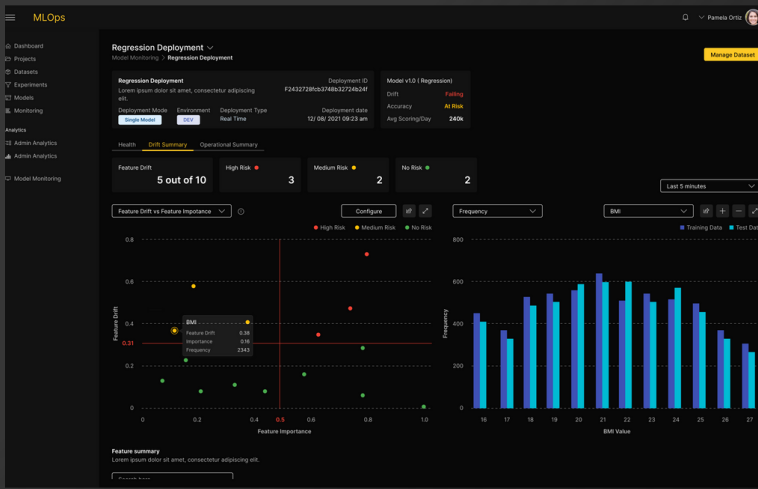 MLOps
Pamela Ortiz
Dashboard
Projects
Datasets
Experiments
Models
Monitoring
Analytics
Admin Analytics
Admin Analytics
Model Monitoring
Regression Deployment
Model Monitoring > Regression Deployment
Manage Dataset
Regression Deployment
Lorem ipsum dolor sit amet, consectetur adipiscing
elit.
Deployment ID
F2432728fcb3748b32724b24f
Deployment Mode Environment Deployment Type Deployment date
Single Model DEV Real Time 12/ 08/ 2021 09:23 am
Model v1.0 ( Regression)
Drift Failing
Accuracy At Risk
Avg Scoring/Day 240k
Health Drift Summary Operational Summary
Feature Drift
5 out of 10
High Risk
3
Medium Risk
2
No Risk
2
Last 5 minutes
Feature Drift vs Feature Impotance
Configure
High Risk Medium Risk No Risk
Feature Drift
0.8
0.6
0.4
0.31
0.2
0
BMI
Feature Drift 0.38
Importance 0.16
Frequency 2343
0 0.2 0.4 0.5 0.6 0.8 1.0
Feature Importance
Frequency
BMI
Training Data Test Dat
Frequency
800
600
400
200
0
16 17 18 19 20 21 22 23 24 25 26 27
BMI Value
Feature summary
Lorem ipsum dolor sit amet, consectetur adipiscing elit.
Search here